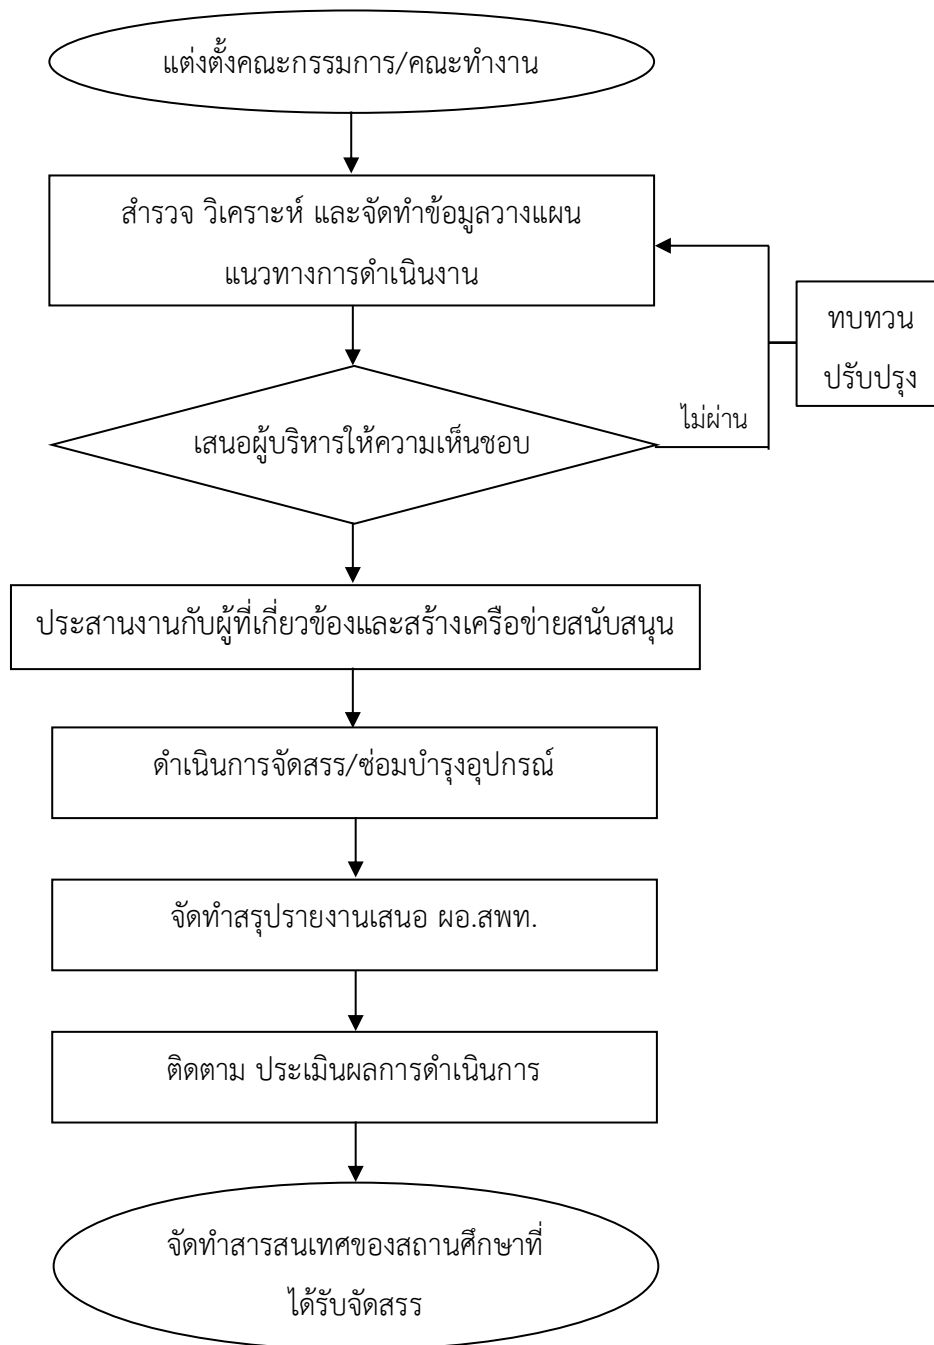 แต่งตั้งคณะกรรมการ/คณะทำงาน
สำรวจ วิเคราะห์ และจัดทำข้อมูลวางแผน
แนวทางการดำเนินงาน
ทบทวน
ปรับปรุง
ไม่ผ่าน
เสนอผู้บริหารให้ความเห็นชอบ
ประสานงานกับผู้ที่เกี่ยวข้องและสร้างเครือข่ายสนับสนุน
ดำเนินการจัดสรร/ซ่อมบำรุงอุปกรณ์
จัดทำสรุปรายงานเสนอ ผอ.สพท.
ติดตาม ประเมินผลการดำเนินการ
จัดทำสารสนเทศของสถานศึกษาที่
ได้รับจัดสรร